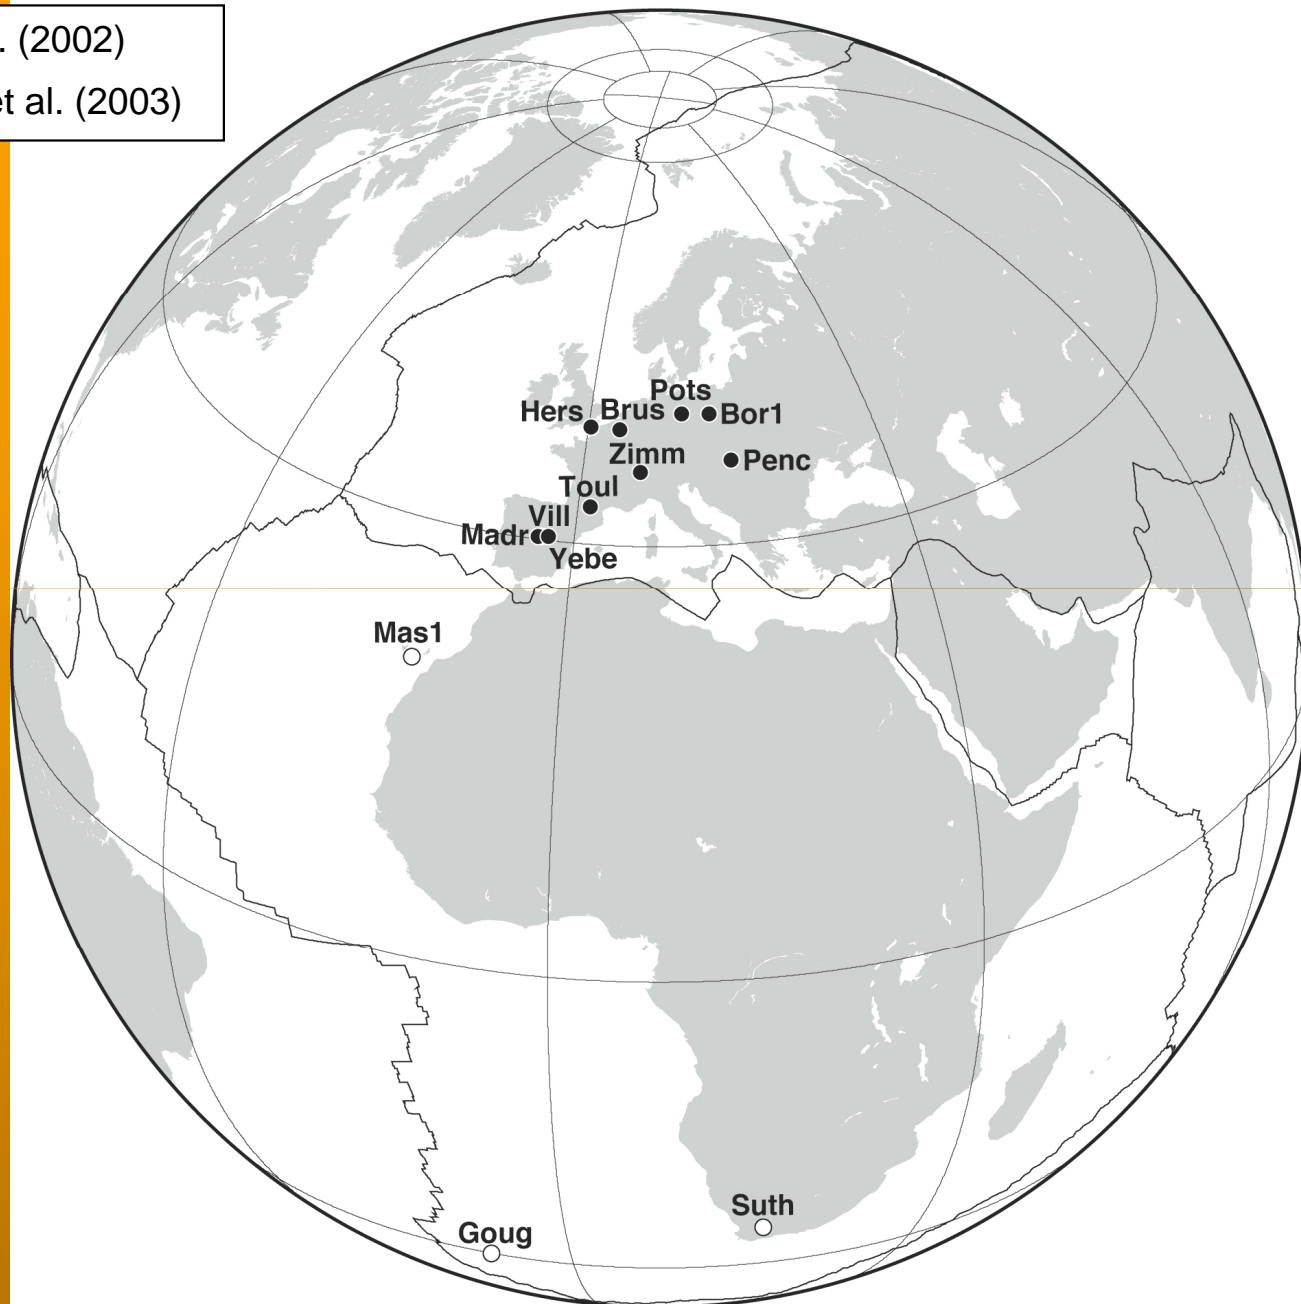 . (2002)
et al. (2003)
Pots
Hers Brus Bor1
Zimm
Penc
Toul
Vill
Madr
Yebe
Mas1
Suth
Goug